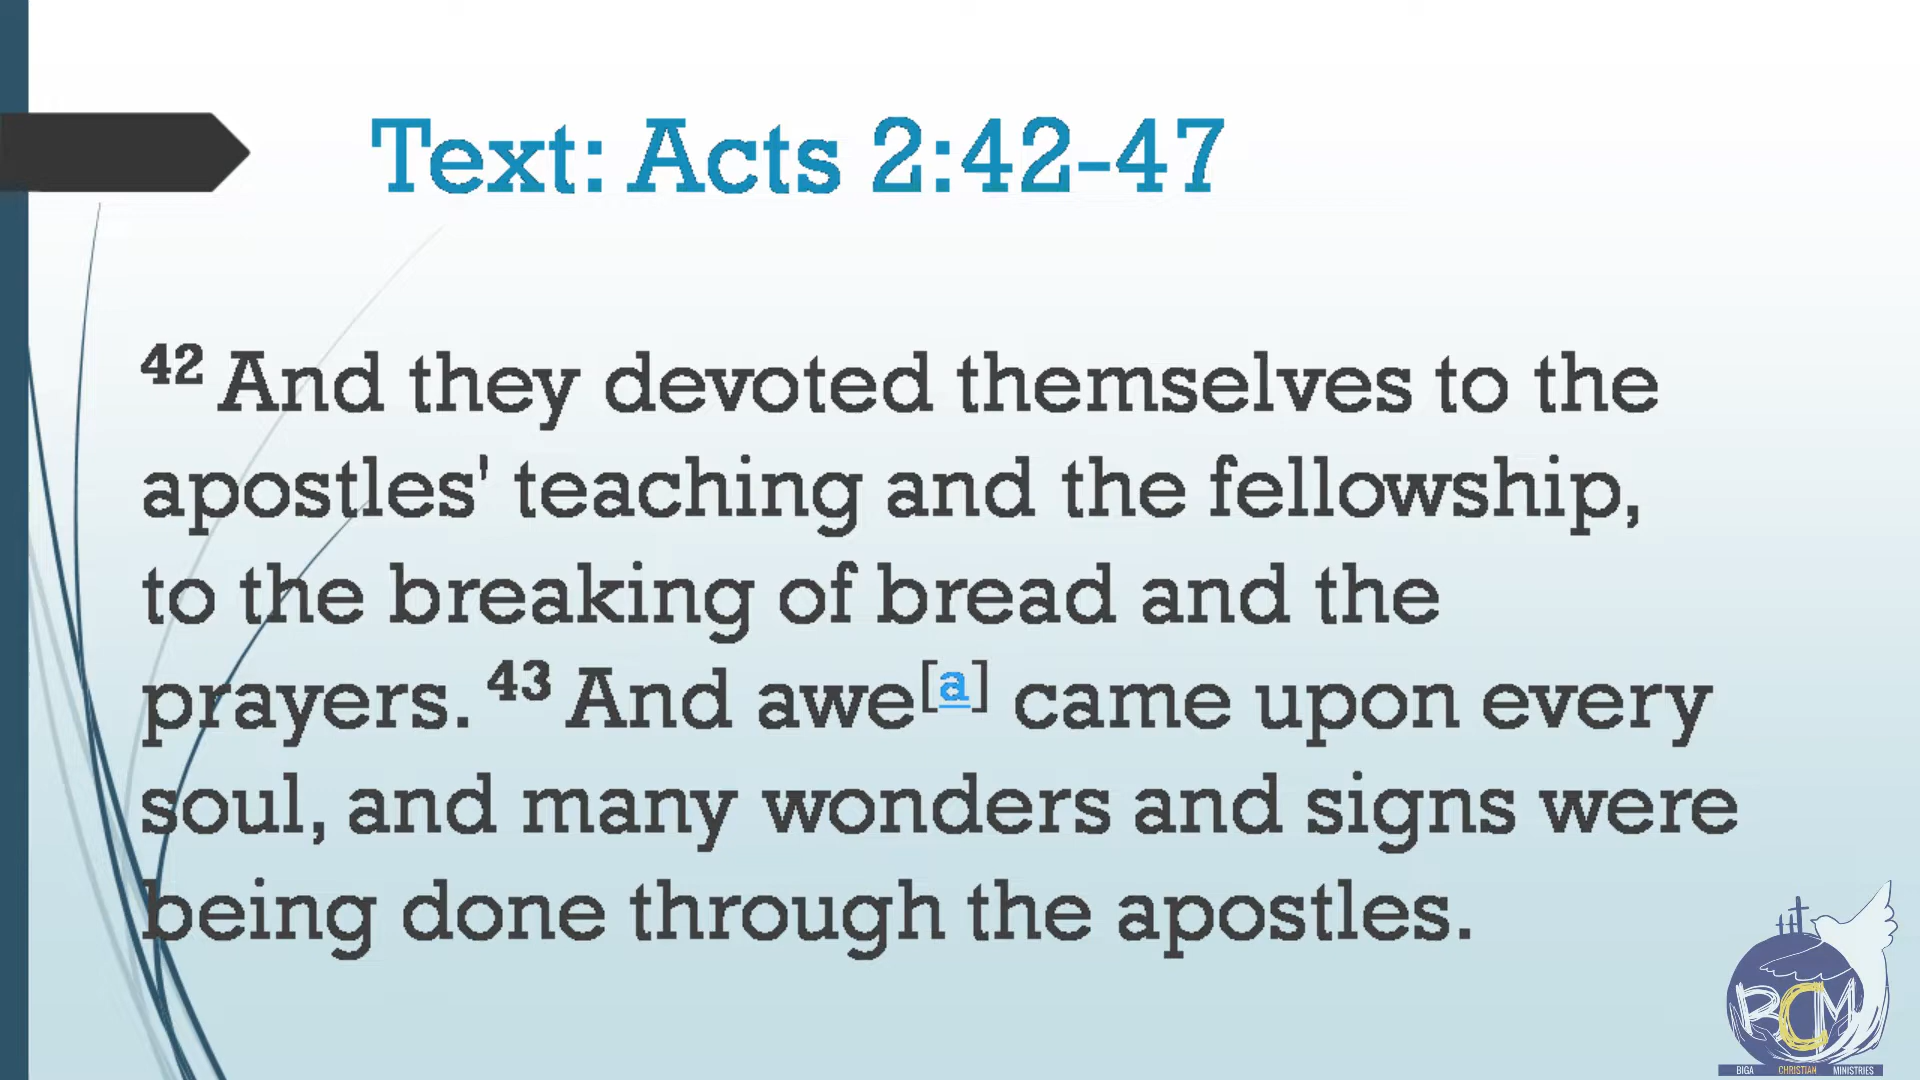 Text: Acts 2:42-47
42 And they devoted themselves to the
apostles' teaching and the fellowship,
to the breaking of bread and the
prayers. 43 And awe[a] came upon every
soul, and many wonders and signs were
being done through the apostles.
BCM
BIGA CHRISTIAN MINISTRIES